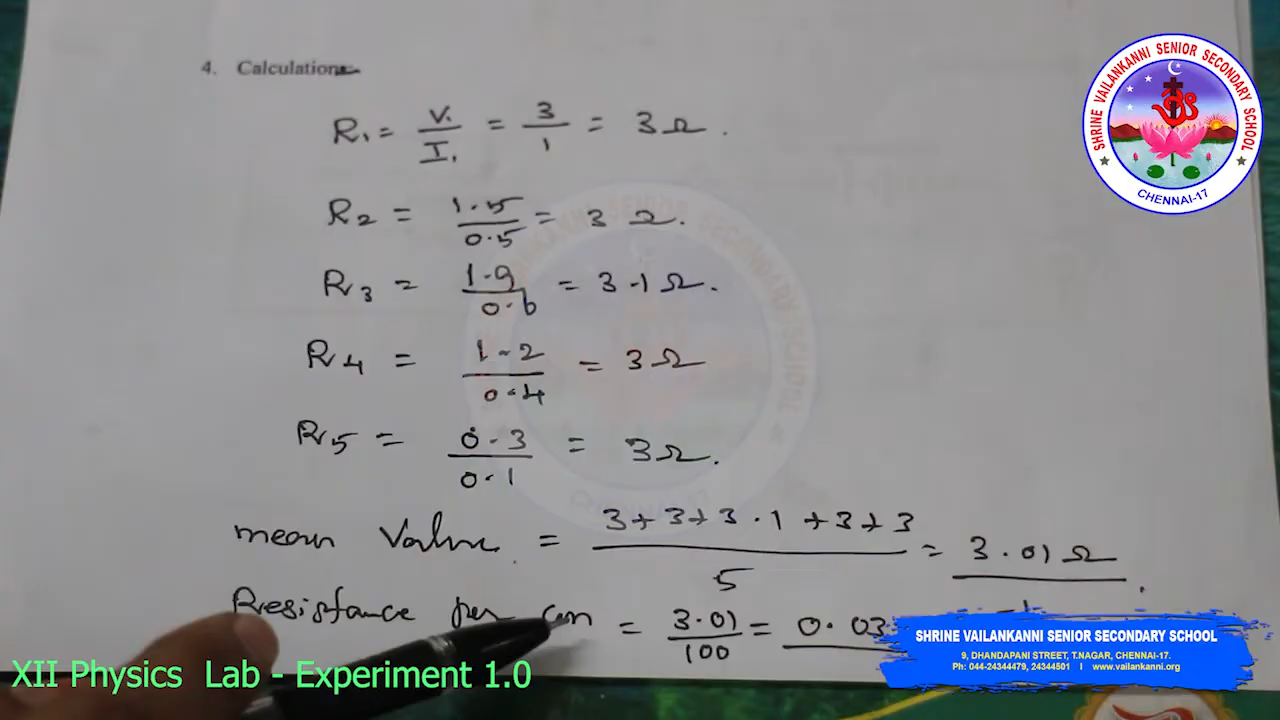 4. Calculations
R₁ = V₁/I₁ = 3/1 = 3Ω.
R₂ = 1.5/0.5 = 3Ω.
R₃ = 1.9/0.6 = 3.1Ω.
R₄ = 1.2/0.4 = 3Ω
R₅ = 0.3/0.1 = 3Ω.
mean Value = 3+3+3.1+3+3/5 = 3.01Ω.
Resistance per cm = 3.01/100 = 0.03
SHRINE VAILANKANNI SENIOR SECONDARY SCHOOL
CHENNAI-17
SHRINE VAILANKANNI SENIOR SECONDARY SCHOOL
9, DHANDAPANI STREET, T.NAGAR, CHENNAI-17.
Ph: 044-24344479, 24344501 I www.vailankanni.org
XII Physics Lab - Experiment 1.0